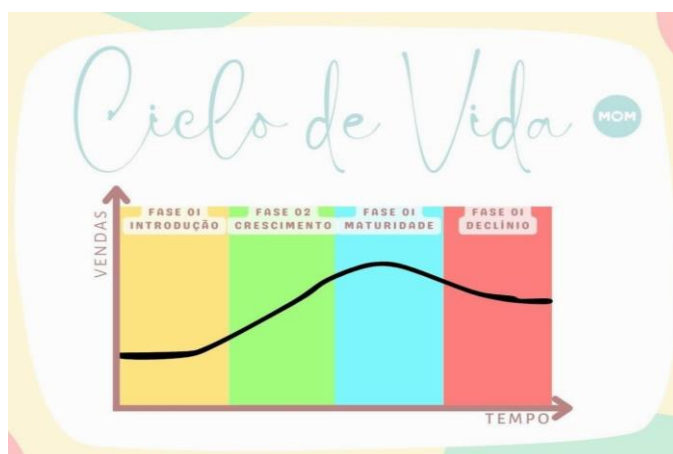 Ciclo de Vida
MOM
VENDAS
FASE 01
INTRODUÇÃO
FASE 02
CRESCIMENTO
FASE 01
MATURIDADE
FASE 01
DECLÍNIO
TEMPO